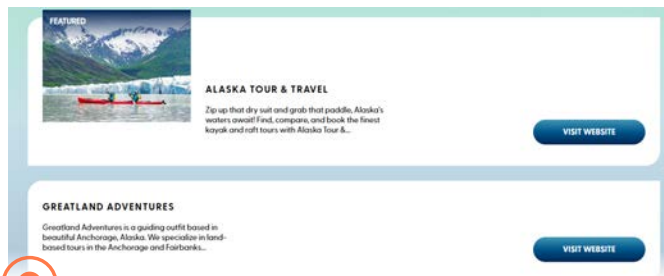 FEATURED
ALASKA TOUR & TRAVEL
Zip up that dry suit and grab that paddle, Alaska's
waters await! Find, compare, and book the finest
kayak and raft tours with Alaska Tour &...
VISIT WEBSITE
GREATLAND ADVENTURES
Greatland Adventures is a guiding outfit based in
beautiful Anchorage, Alaska. We specialize in land-
based tours in the Anchorage and Fairbanks...
VISIT WEBSITE